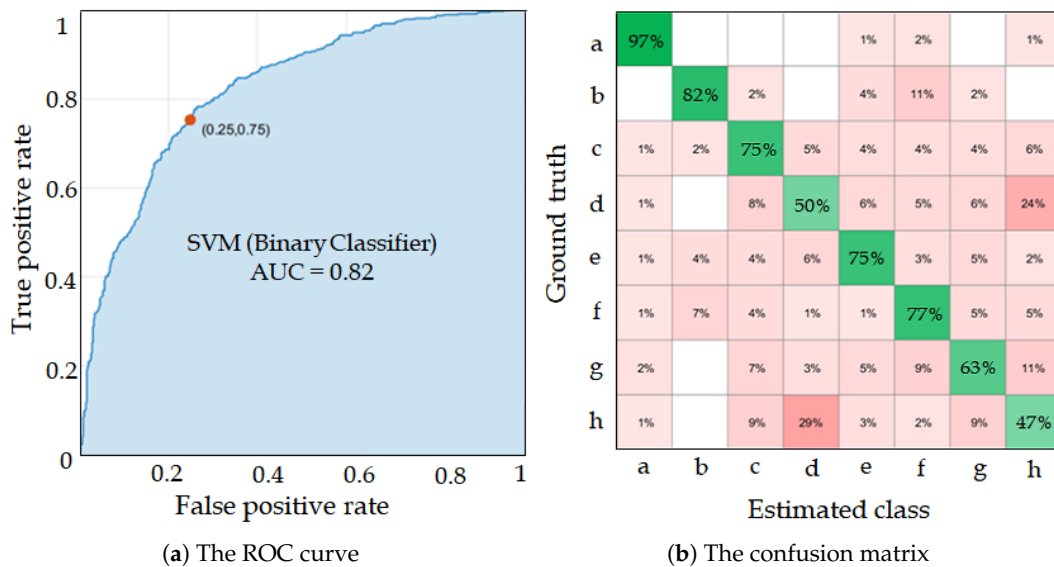 1
0.8
0.6
0.4
0.2
0
0.2
0.4
0.6
0.8
1
True positive rate
False positive rate
(0.25,0.75)
SVM (Binary Classifier)
AUC = 0.82
(a) The ROC curve
Ground truth
a 97% 1% 2% 1%
b 82% 2% 4% 11% 2%
c 1% 2% 75% 5% 4% 4% 4% 6%
d 1% 8% 50% 6% 5% 6% 24%
e 1% 4% 4% 6% 75% 3% 5% 2%
f 1% 7% 4% 1% 1% 77% 5% 5%
g 2% 7% 3% 5% 9% 63% 11%
h 1% 9% 29% 3% 2% 9% 47%
a b c d e f g h
Estimated class
(b) The confusion matrix